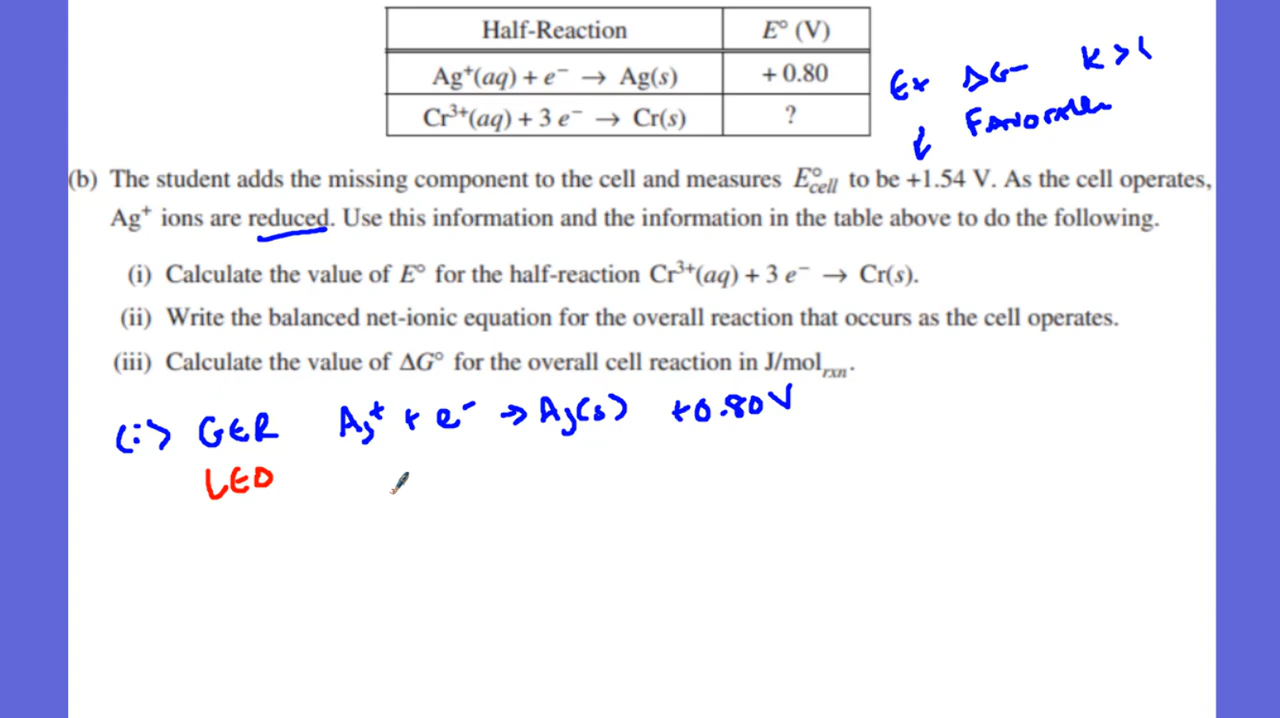 Half-Reaction E° (V)
Ag⁺(aq) + e⁻ → Ag(s) + 0.80
Cr³⁺(aq) + 3 e⁻ → Cr(s) ?
E+ ΔG− K>1
↓ FAVORABLE
(b) The student adds the missing component to the cell and measures E°cell to be +1.54 V. As the cell operates,
Ag⁺ ions are reduced. Use this information and the information in the table above to do the following.
(i) Calculate the value of E° for the half-reaction Cr³⁺(aq) + 3 e⁻ → Cr(s).
(ii) Write the balanced net-ionic equation for the overall reaction that occurs as the cell operates.
(iii) Calculate the value of ΔG° for the overall cell reaction in J/molrxn.
(i) GER Ag⁺ + e⁻ → Ag(s) +0.80V
LEO